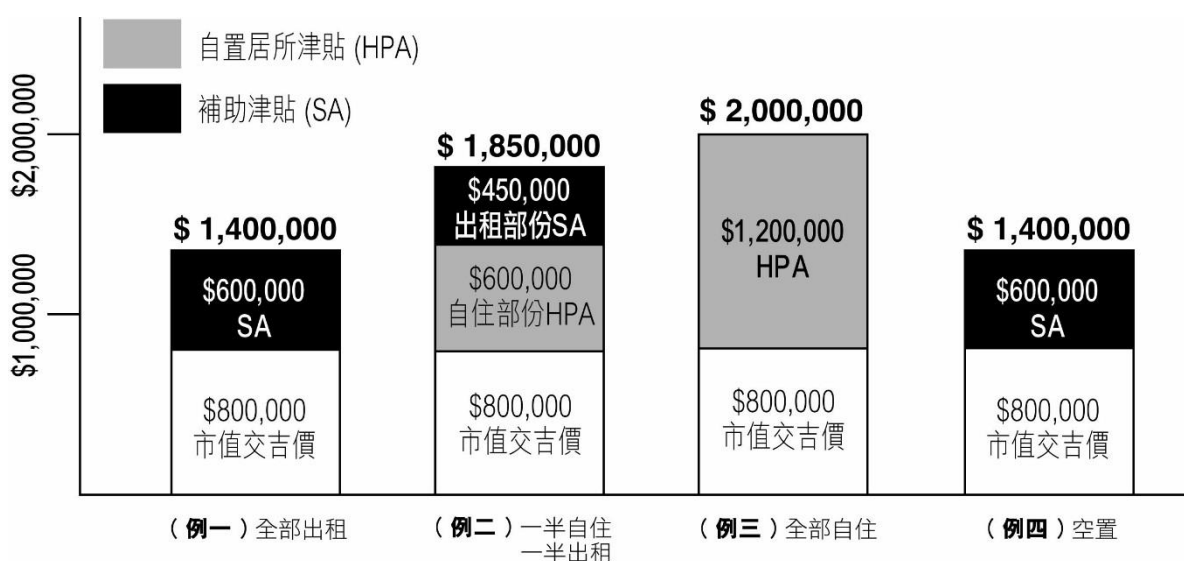 自置居所津貼 (HPA)
補助津貼 (SA)
$2,000,000
$1,000,000
$ 1,400,000
$600,000
SA
$800,000
市值交吉價
$ 1,850,000
$450,000
出租部份SA
$600,000
自住部份HPA
$800,000
市值交吉價
$ 2,000,000
$1,200,000
HPA
$800,000
市值交吉價
$ 1,400,000
$600,000
SA
$800,000
市值交吉價
(例一) 全部出租
(例二) 一半自住
一半出租
(例三) 全部自住
(例四) 空置